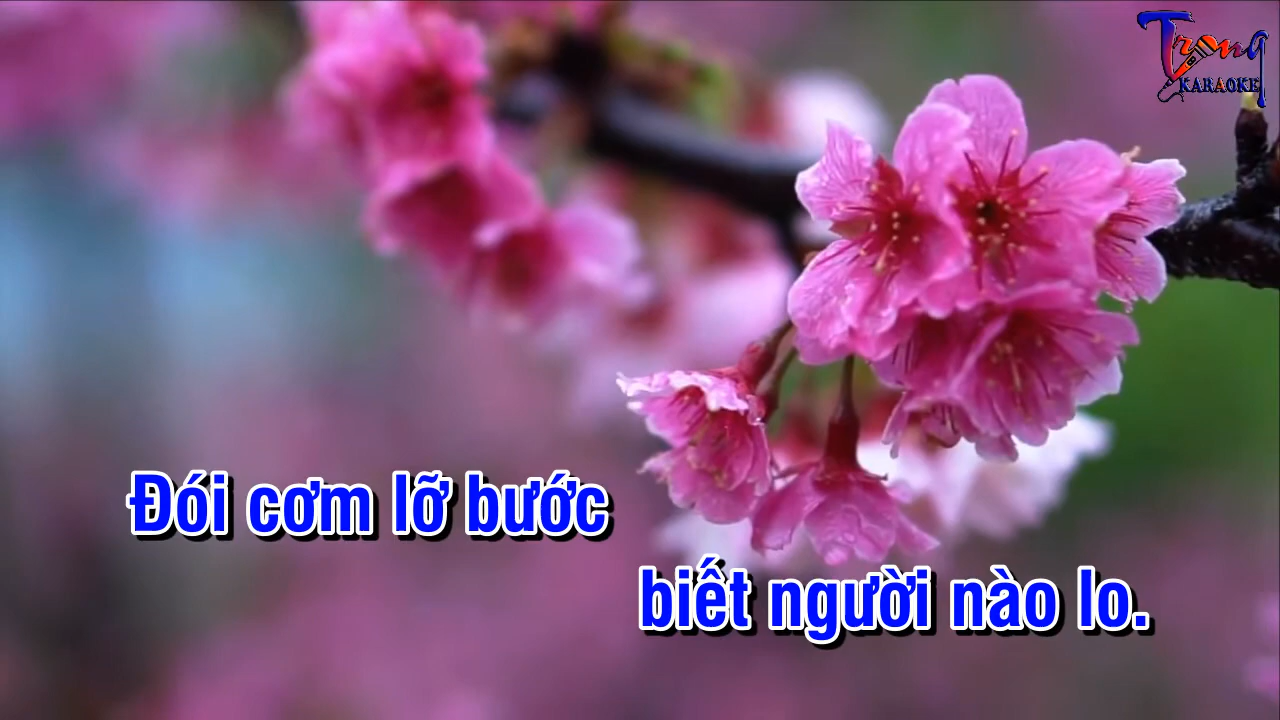 Trọng
KARAOKE
Đói cơm lỡ bước
biết người nào lo.